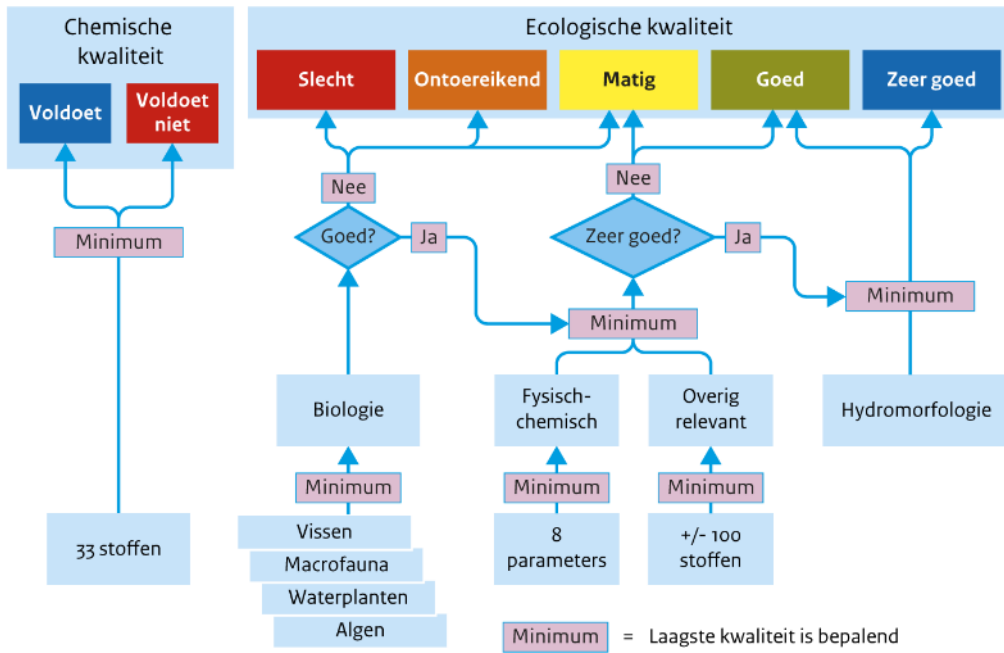 Chemische
kwaliteit
Voldoet
Voldoet
niet
Minimum
33 stoffen
Ecologische kwaliteit
Slecht
Ontoereikend
Matig
Goed
Zeer goed
Nee
Goed?
Ja
Nee
Zeer goed?
Ja
Minimum
Minimum
Biologie
Fysisch-
chemisch
Overig
relevant
Hydromorfologie
Minimum
Minimum
Minimum
Vissen
Macrofauna
Waterplanten
Algen
8
parameters
+/- 100
stoffen
Minimum = Laagste kwaliteit is bepalend